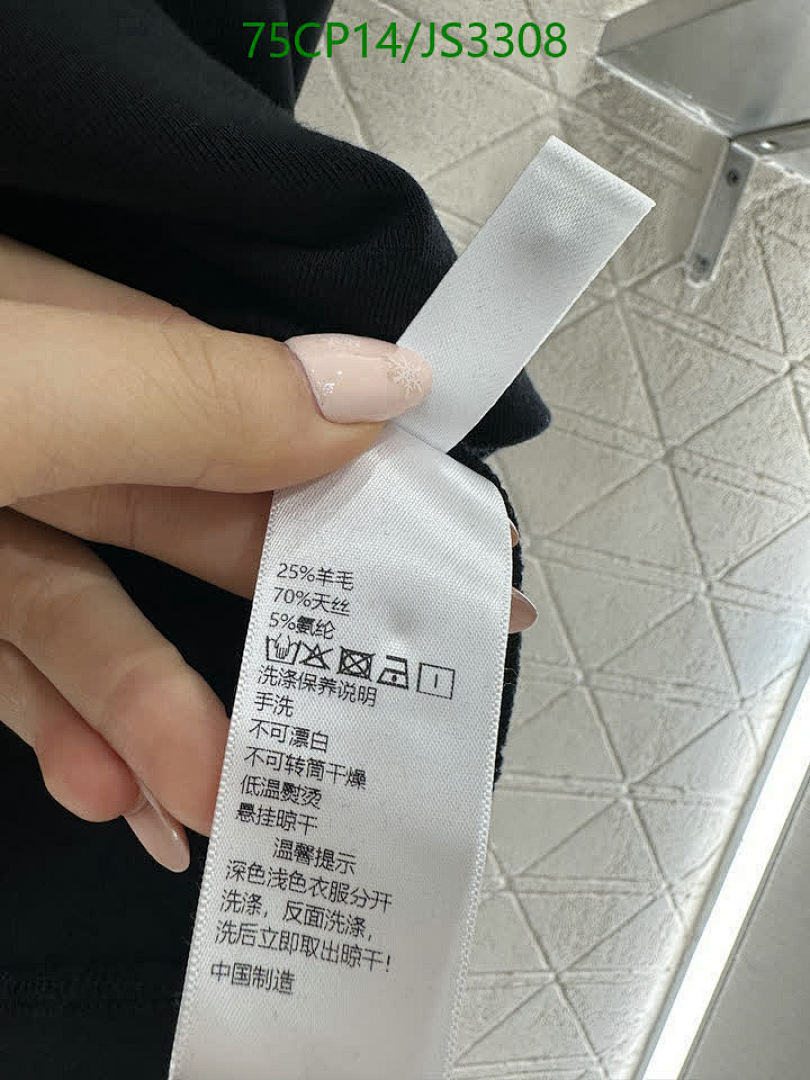 75CP14/JS3308
25%羊毛
70%天丝
5%氨纶
洗涤保养说明
手洗
不可漂白
不可转筒干燥
低温熨烫
悬挂晾干
温馨提示
深色浅色衣服分开
洗涤，反面洗涤，
洗后立即取出晾干！
中国制造